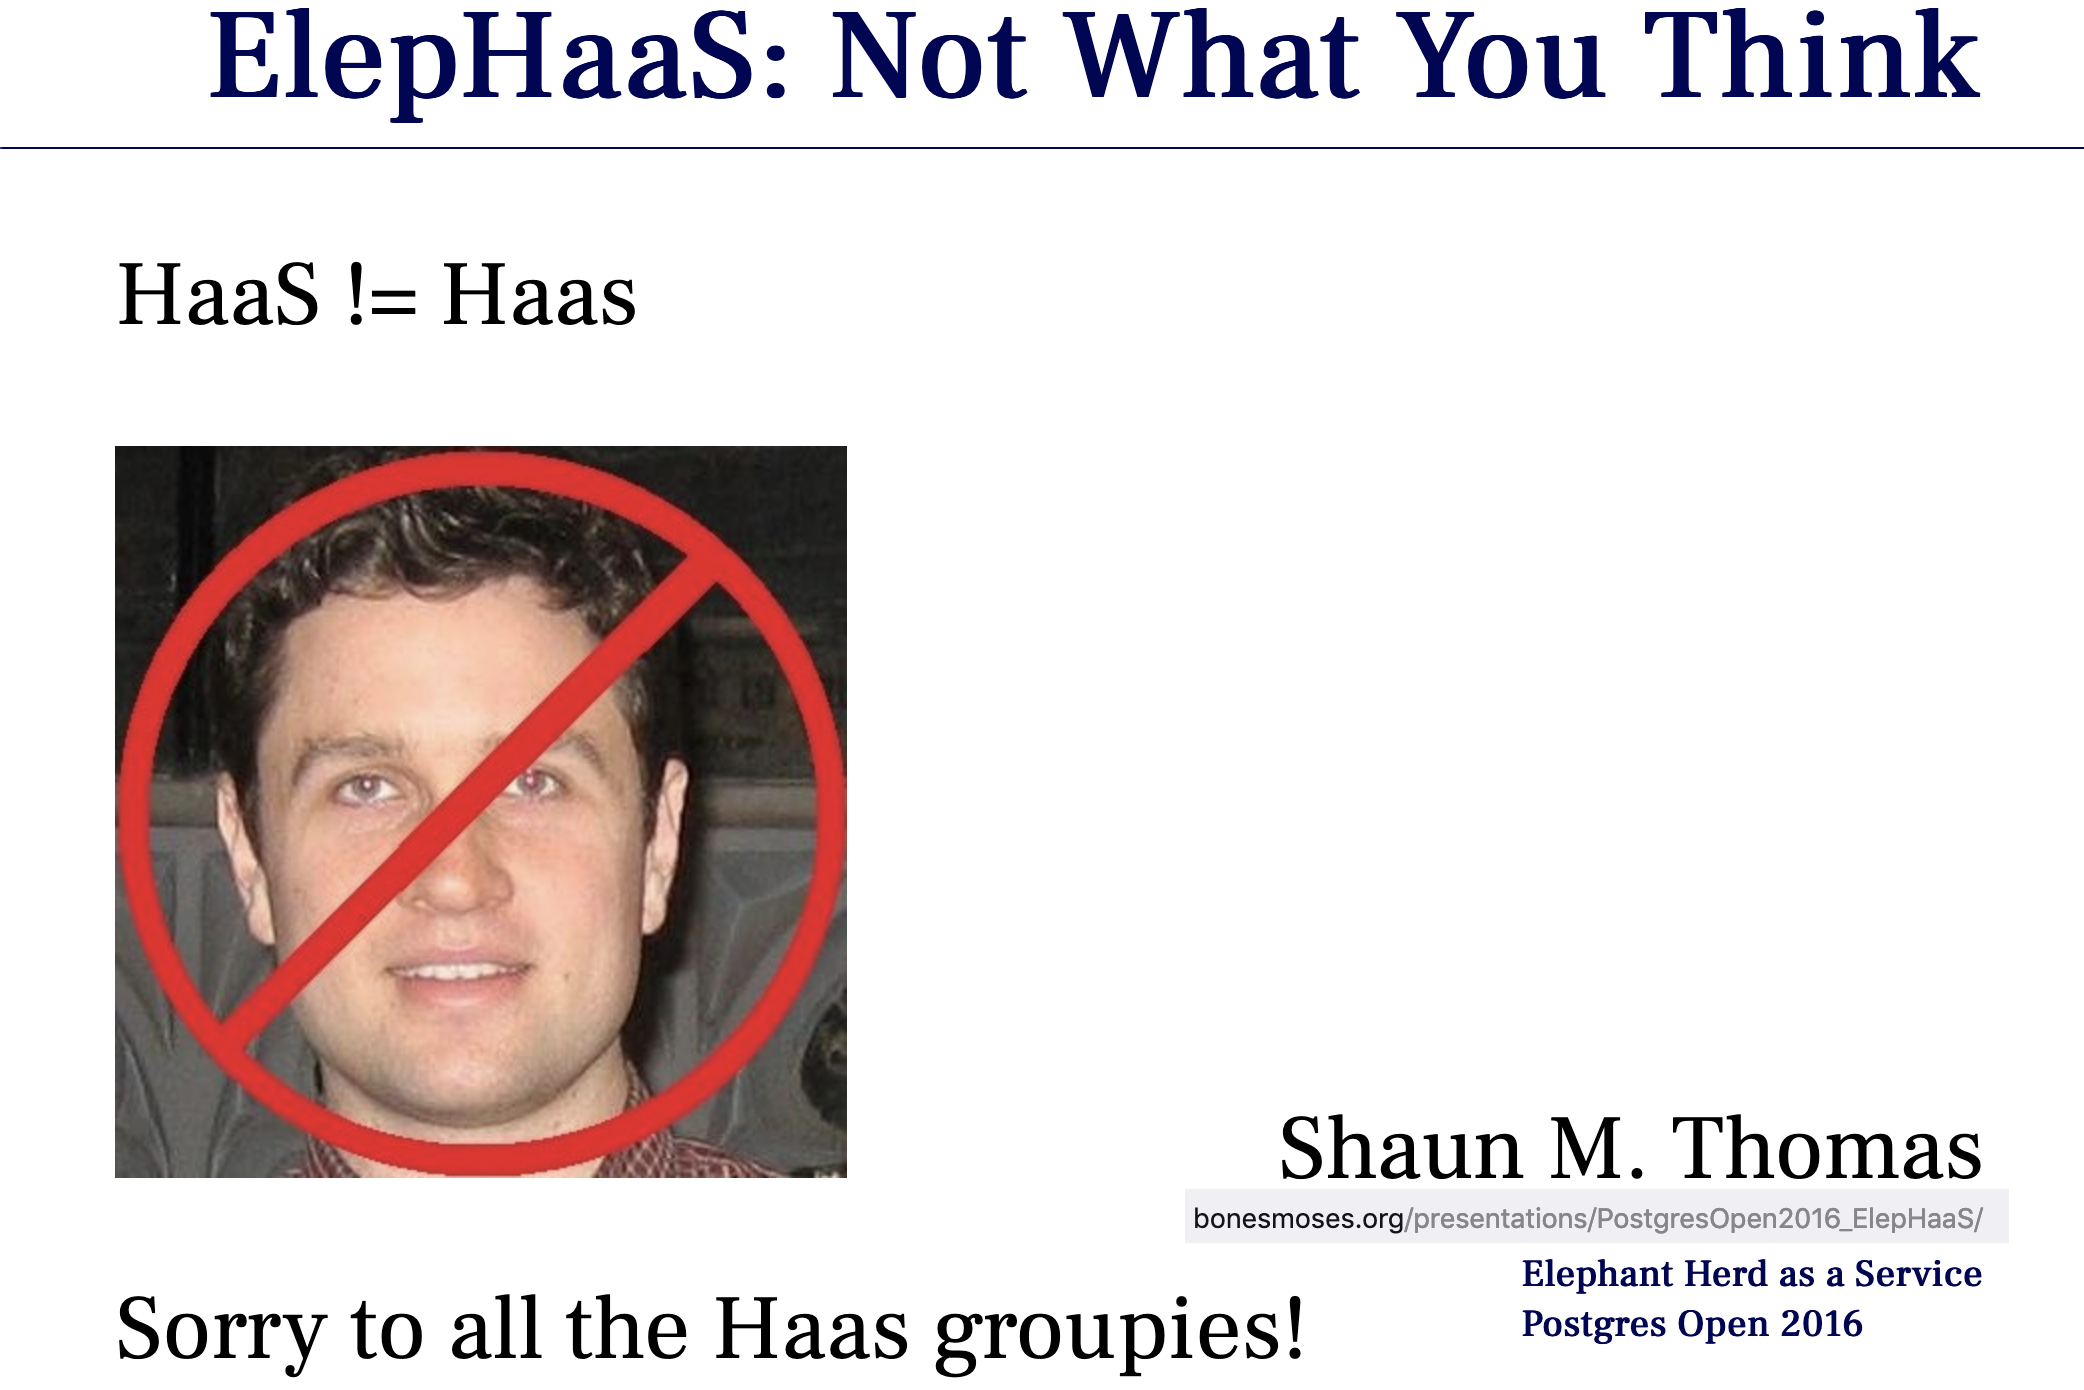 ElepHaaS: Not What You Think
HaaS != Haas
Shaun M. Thomas
bonesmoses.org/presentations/PostgresOpen2016_ElepHaaS/
Elephant Herd as a Service
Postgres Open 2016
Sorry to all the Haas groupies!